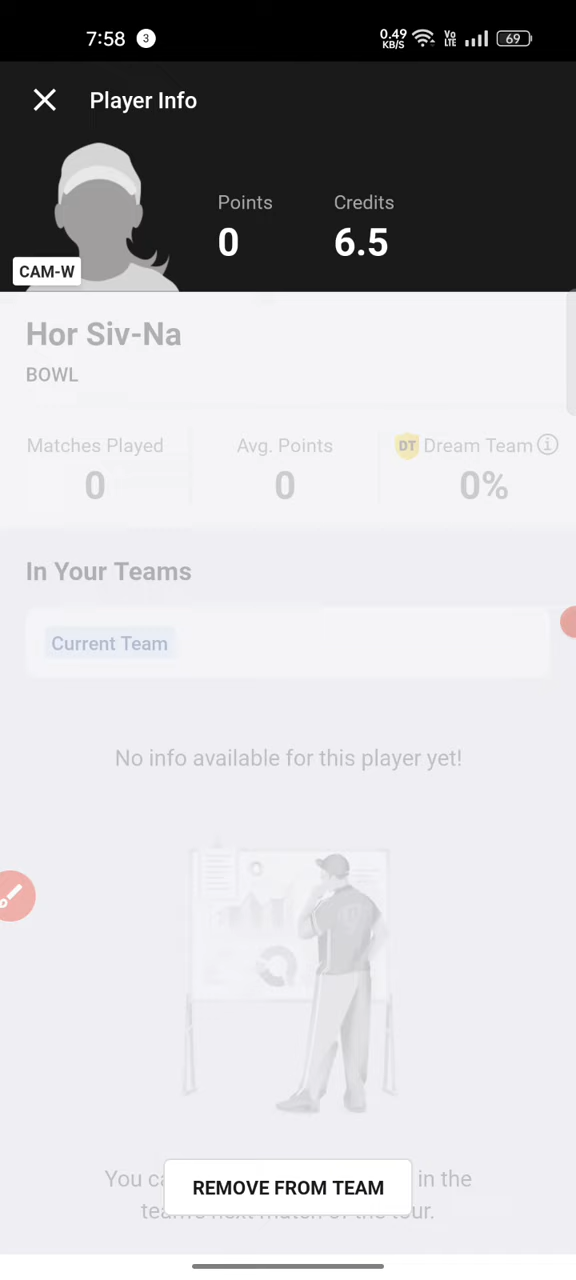 7:58 3 0.49 KB/S Vo LTE 69
Player Info
Points Credits
0 6.5
CAM-W
Hor Siv-Na
BOWL
Matches Played Avg. Points DT Dream Team i
0 0 0%
In Your Teams
Current Team
No info available for this player yet!
You in the
REMOVE FROM TEAM
next match of the tour.